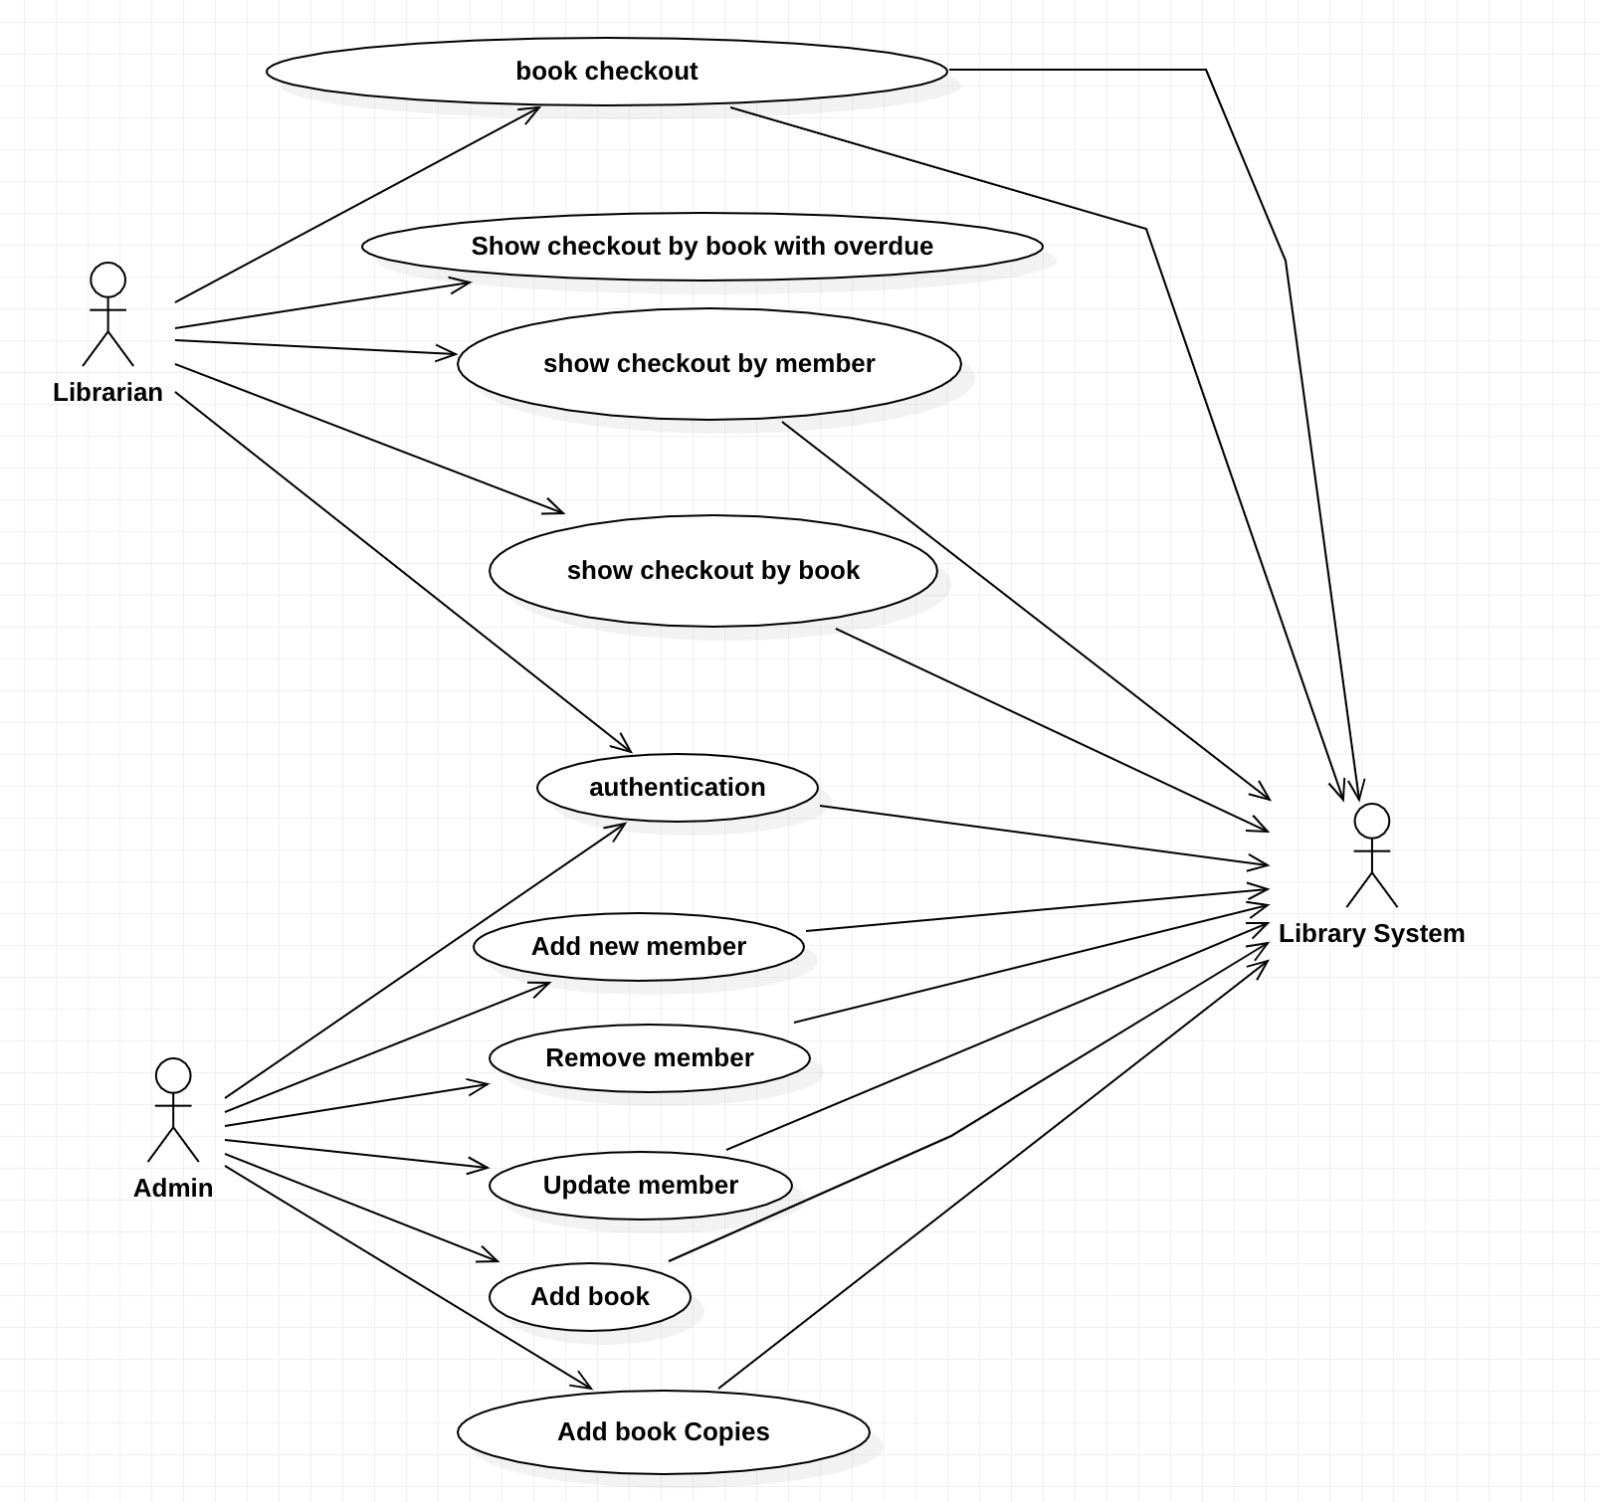 book checkout
Show checkout by book with overdue
show checkout by member
Librarian
show checkout by book
authentication
Library System
Add new member
Remove member
Update member
Admin
Add book
Add book Copies